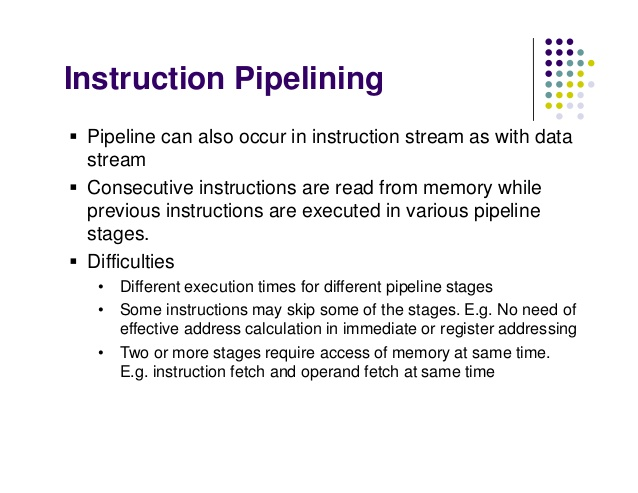 Instruction Pipelining
▪ Pipeline can also occur in instruction stream as with data
stream
▪ Consecutive instructions are read from memory while
previous instructions are executed in various pipeline
stages.
▪ Difficulties
• Different execution times for different pipeline stages
• Some instructions may skip some of the stages. E.g. No need of
effective address calculation in immediate or register addressing
• Two or more stages require access of memory at same time.
E.g. instruction fetch and operand fetch at same time